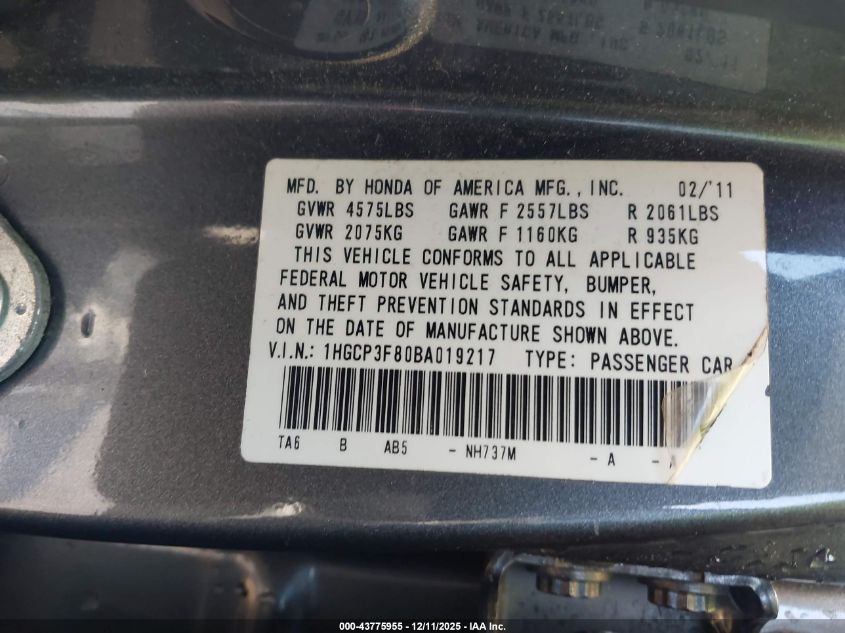 MFD. BY HONDA OF AMERICA MFG., INC. 02/'11
GVWR 4575LBS GAWR F 2557LBS R 2061LBS
GVWR 2075KG GAWR F 1160KG R 935KG
THIS VEHICLE CONFORMS TO ALL APPLICABLE
FEDERAL MOTOR VEHICLE SAFETY, BUMPER,
AND THEFT PREVENTION STANDARDS IN EFFECT
ON THE DATE OF MANUFACTURE SHOWN ABOVE.
V.I.N.: 1HGCP3F80BA019217 TYPE: PASSENGER CAR
TA6 B AB5 - NH737M - A -
000-43775955 - 12/11/2025 - IAA Inc.